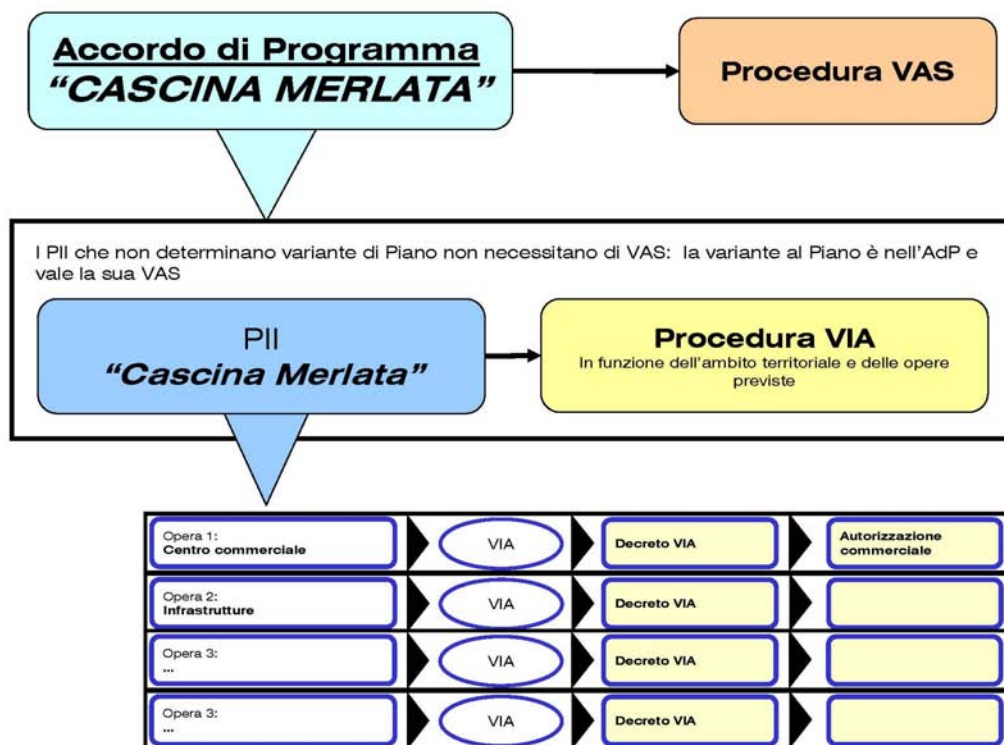 Accordo di Programma
"CASCINA MERLATA"
Procedura VAS
I PII che non determinano variante di Piano non necessitano di VAS: la variante al Piano è nell'AdP e
vale la sua VAS
PII
"Cascina Merlata"
Procedura VIA
In funzione dell'ambito territoriale e delle opere
previste
Opera 1:
Centro commerciale
VIA
Decreto VIA
Autorizzazione
commerciale
Opera 2:
Infrastrutture
VIA
Decreto VIA
Opera 3:
...
VIA
Decreto VIA
Opera 3:
...
VIA
Decreto VIA